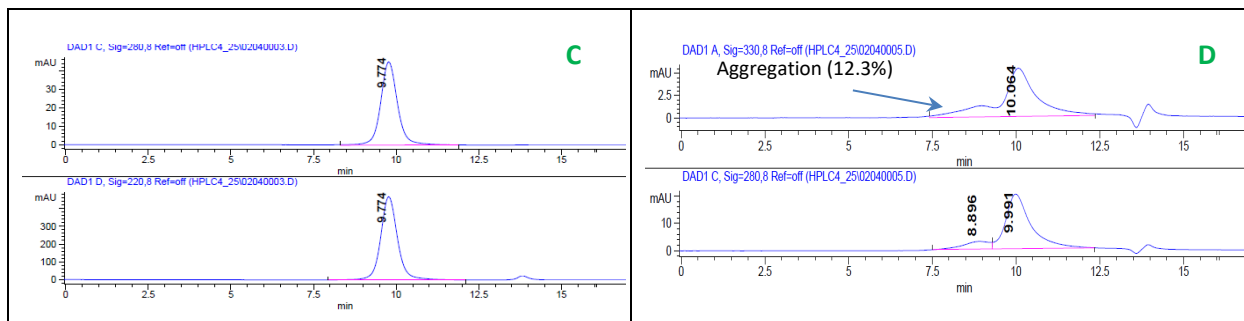 DAD1 C, Sig=280,8 Ref=off (HPLC4_25\02040003.D)
C
mAU
40
30
20
10
0
9.774
0 2.5 5 7.5 10 12.5 15
min
DAD1 D, Sig=220,8 Ref=off (HPLC4_25\02040003.D)
mAU
300
200
100
0
9.774
0 2.5 5 7.5 10 12.5 15
min
DAD1 A, Sig=330,8 Ref=off (HPLC4_25\02040005.D)
D
mAU
Aggregation (12.3%)
2.5
0
10.064
0 2.5 5 7.5 10 12.5 15
min
DAD1 C, Sig=280,8 Ref=off (HPLC4_25\02040005.D)
mAU
10
0
8.896
9.991
0 2.5 5 7.5 10 12.5 15
min